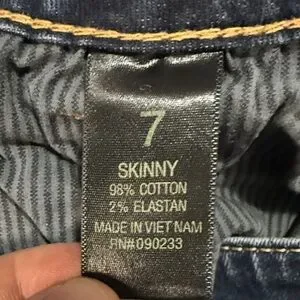 7
SKINNY
98% COTTON
2% ELASTAN
MADE IN VIET NAM
RN#090233